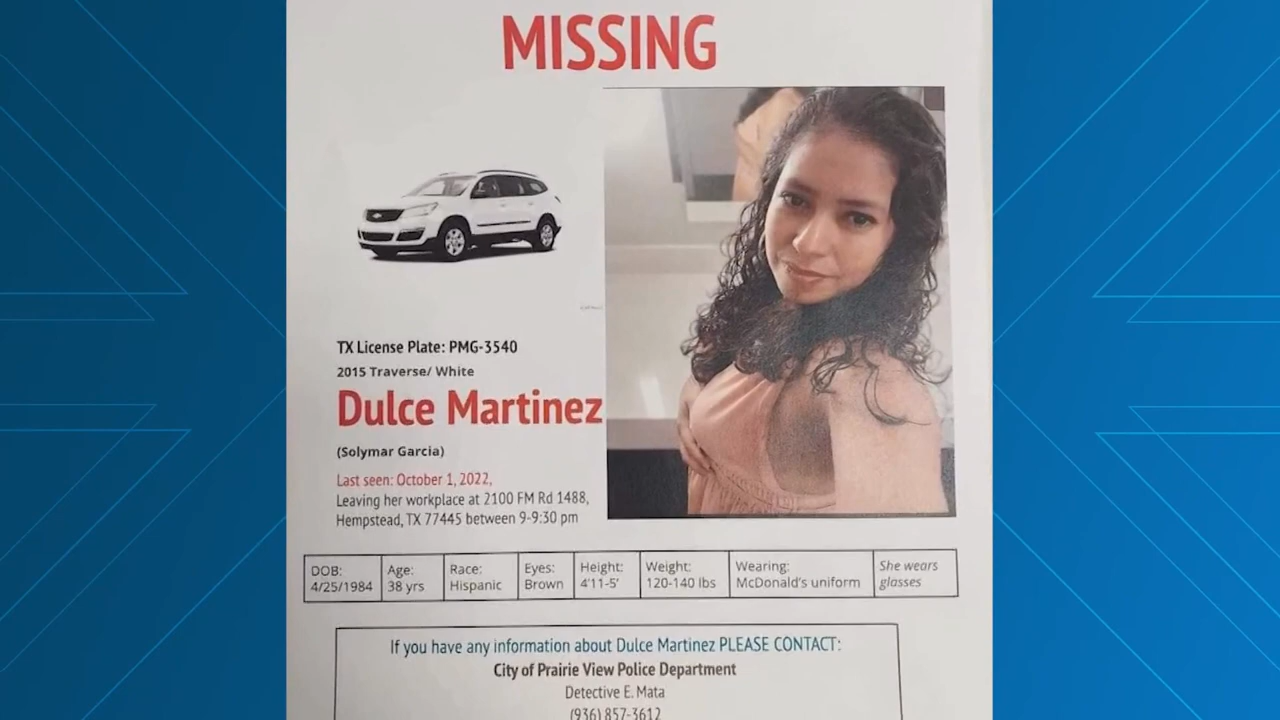 MISSING
TX License Plate: PMG-3540
2015 Traverse/ White
Dulce Martinez
(Solymar Garcia)
Last seen: October 1, 2022,
Leaving her workplace at 2100 FM Rd 1488,
Hempstead, TX 77445 between 9-9:30 pm
DOB: 4/25/1984
Age: 38 yrs
Race: Hispanic
Eyes: Brown
Height: 4'11-5'
Weight: 120-140 lbs
Wearing: McDonald's uniform
She wears glasses
If you have any information about Dulce Martinez PLEASE CONTACT:
City of Prairie View Police Department
Detective E. Mata
(936) 857-3612